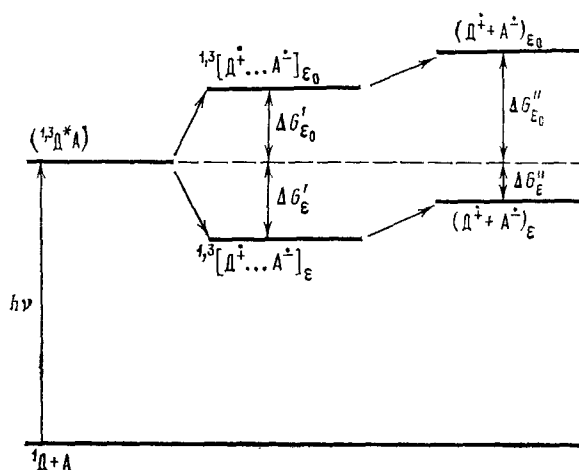 (Д⁺̇ + А⁻̇)ε₀
¹,³[Д⁺̇ ... А⁻̇]ε₀
ΔG″ε₀
ΔG′ε₀
(¹,³Д*А)
ΔG′ε
ΔG″ε
(Д⁺̇ + А⁻̇)ε
¹,³[Д⁺̇ ... А⁻̇]ε
hν
¹Д + А